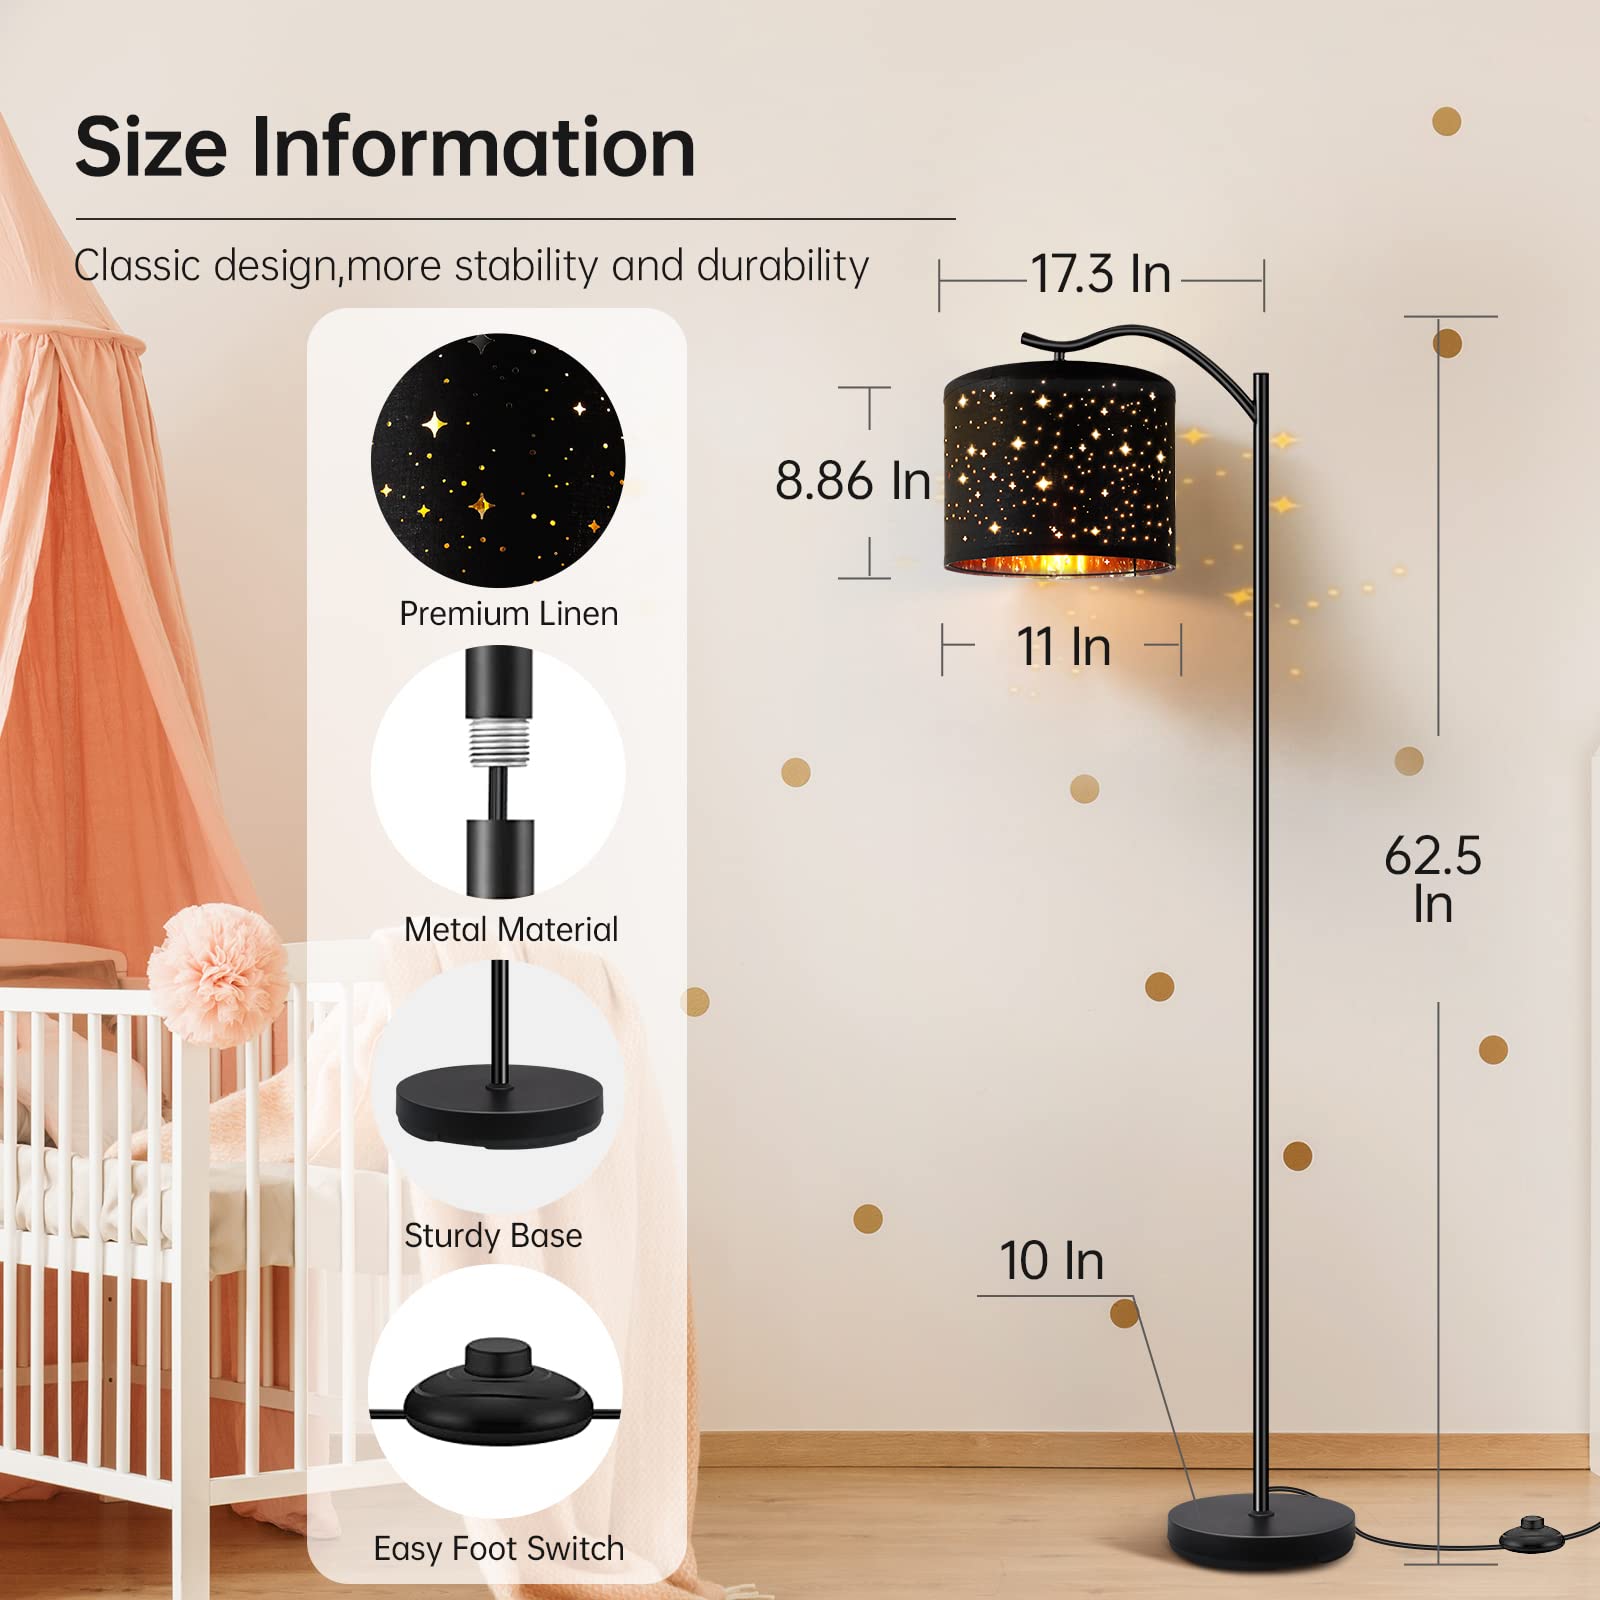 Size Information
Classic design,more stability and durability
Premium Linen
Metal Material
Sturdy Base
Easy Foot Switch
17.3 In
8.86 In
11 In
62.5
In
10 In